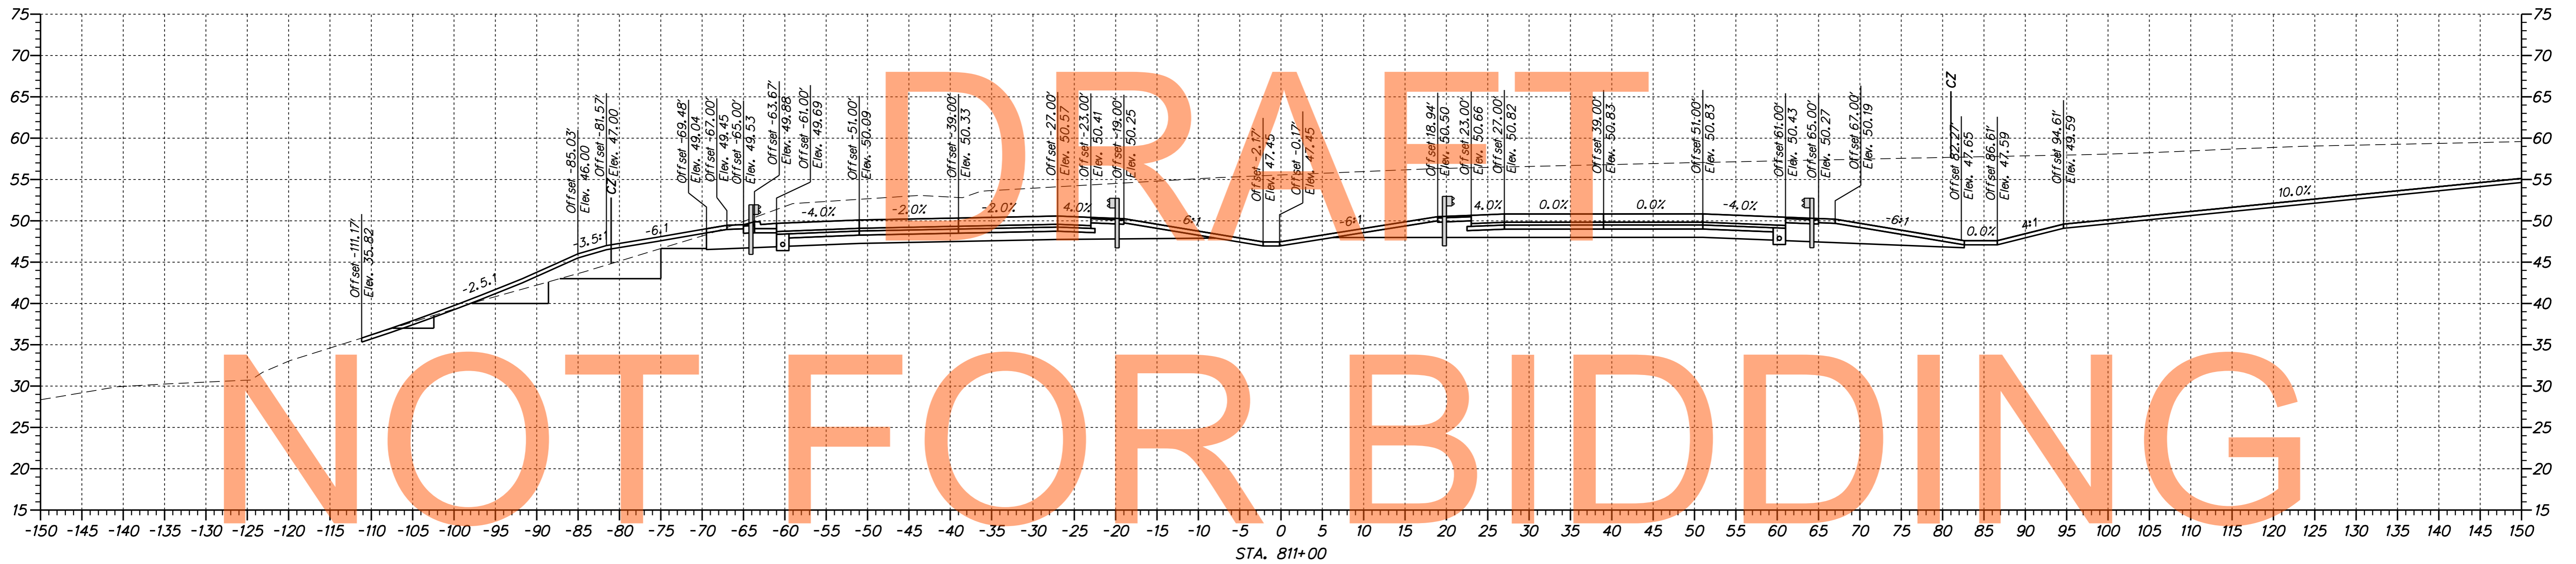 DRAFT
NOT FOR BIDDING
75
70
65
60
55
50
45
40
35
30
25
20
15
Offset -111.17'
Elev. 35.82
-2.5:1
Offset -85.03'
Elev. 46.00
-3.5:1
Offset -81.57'
Elev. 47.00
CZ
-6:1
Offset -69.48'
Elev. 49.04
Offset -67.00'
Elev. 49.45
Offset -65.00'
Elev. 49.53
Offset -63.67'
Elev. 49.88
Offset -61.00'
Elev. 49.69
-4.0%
Offset -51.00'
Elev. 50.09
-2.0%
Offset -39.00'
Elev. 50.33
-2.0%
Offset -27.00'
Elev. 50.57
4.0%
Offset -23.00'
Elev. 50.41
Offset -19.00'
Elev. 50.25
6:1
Offset -2.17'
Elev. 47.45
Offset -0.17'
Elev. 47.45
-6:1
Offset 18.94'
Elev. 50.50
Offset 23.00'
Elev. 50.66
4.0%
Offset 27.00'
Elev. 50.82
0.0%
Offset 39.00'
Elev. 50.83
0.0%
Offset 51.00'
Elev. 50.83
-4.0%
Offset 61.00'
Elev. 50.43
Offset 65.00'
Elev. 50.27
Offset 67.00'
Elev. 50.19
-6:1
CZ
Offset 82.27'
Elev. 47.65
0.0%
Offset 86.61'
Elev. 47.59
4:1
Offset 94.61'
Elev. 49.59
10.0%
75
70
65
60
55
50
45
40
35
30
25
20
15
-150 -145 -140 -135 -130 -125 -120 -115 -110 -105 -100 -95 -90 -85 -80 -75 -70 -65 -60 -55 -50 -45 -40 -35 -30 -25 -20 -15 -10 -5 0 5 10 15 20 25 30 35 40 45 50 55 60 65 70 75 80 85 90 95 100 105 110 115 120 125 130 135 140 145 150
STA. 811+00